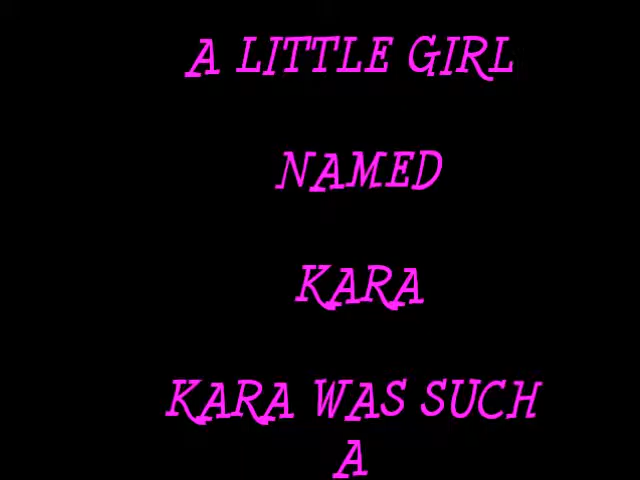 A LITTLE GIRL
NAMED
KARA
KARA WAS SUCH
A